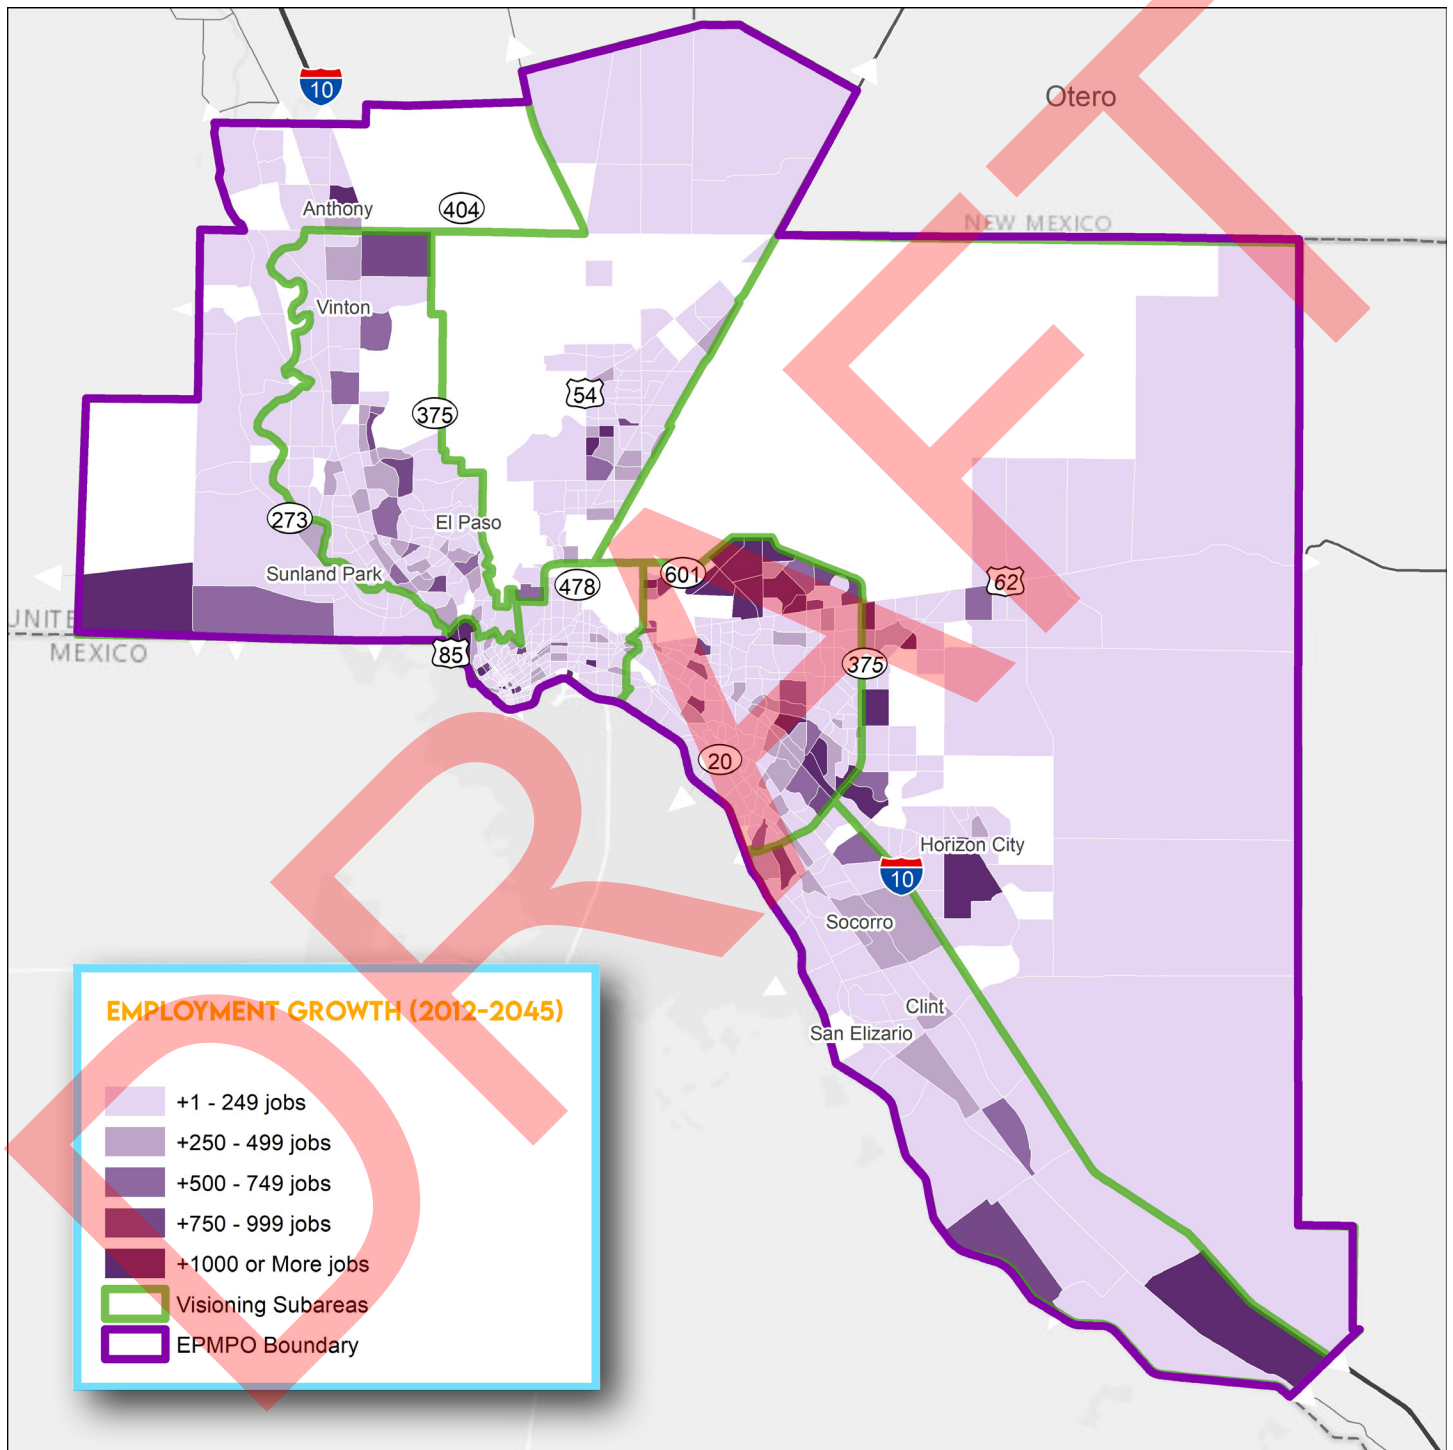 10
Otero
Anthony
404
NEW MEXICO
Vinton
54
375
273
El Paso
Sunland Park
478
601
62
UNITE
MEXICO
85
375
20
Horizon City
10
Socorro
Clint
San Elizario
EMPLOYMENT GROWTH (2012-2045)
+1 - 249 jobs
+250 - 499 jobs
+500 - 749 jobs
+750 - 999 jobs
+1000 or More jobs
Visioning Subareas
EPMPO Boundary
DRAFT